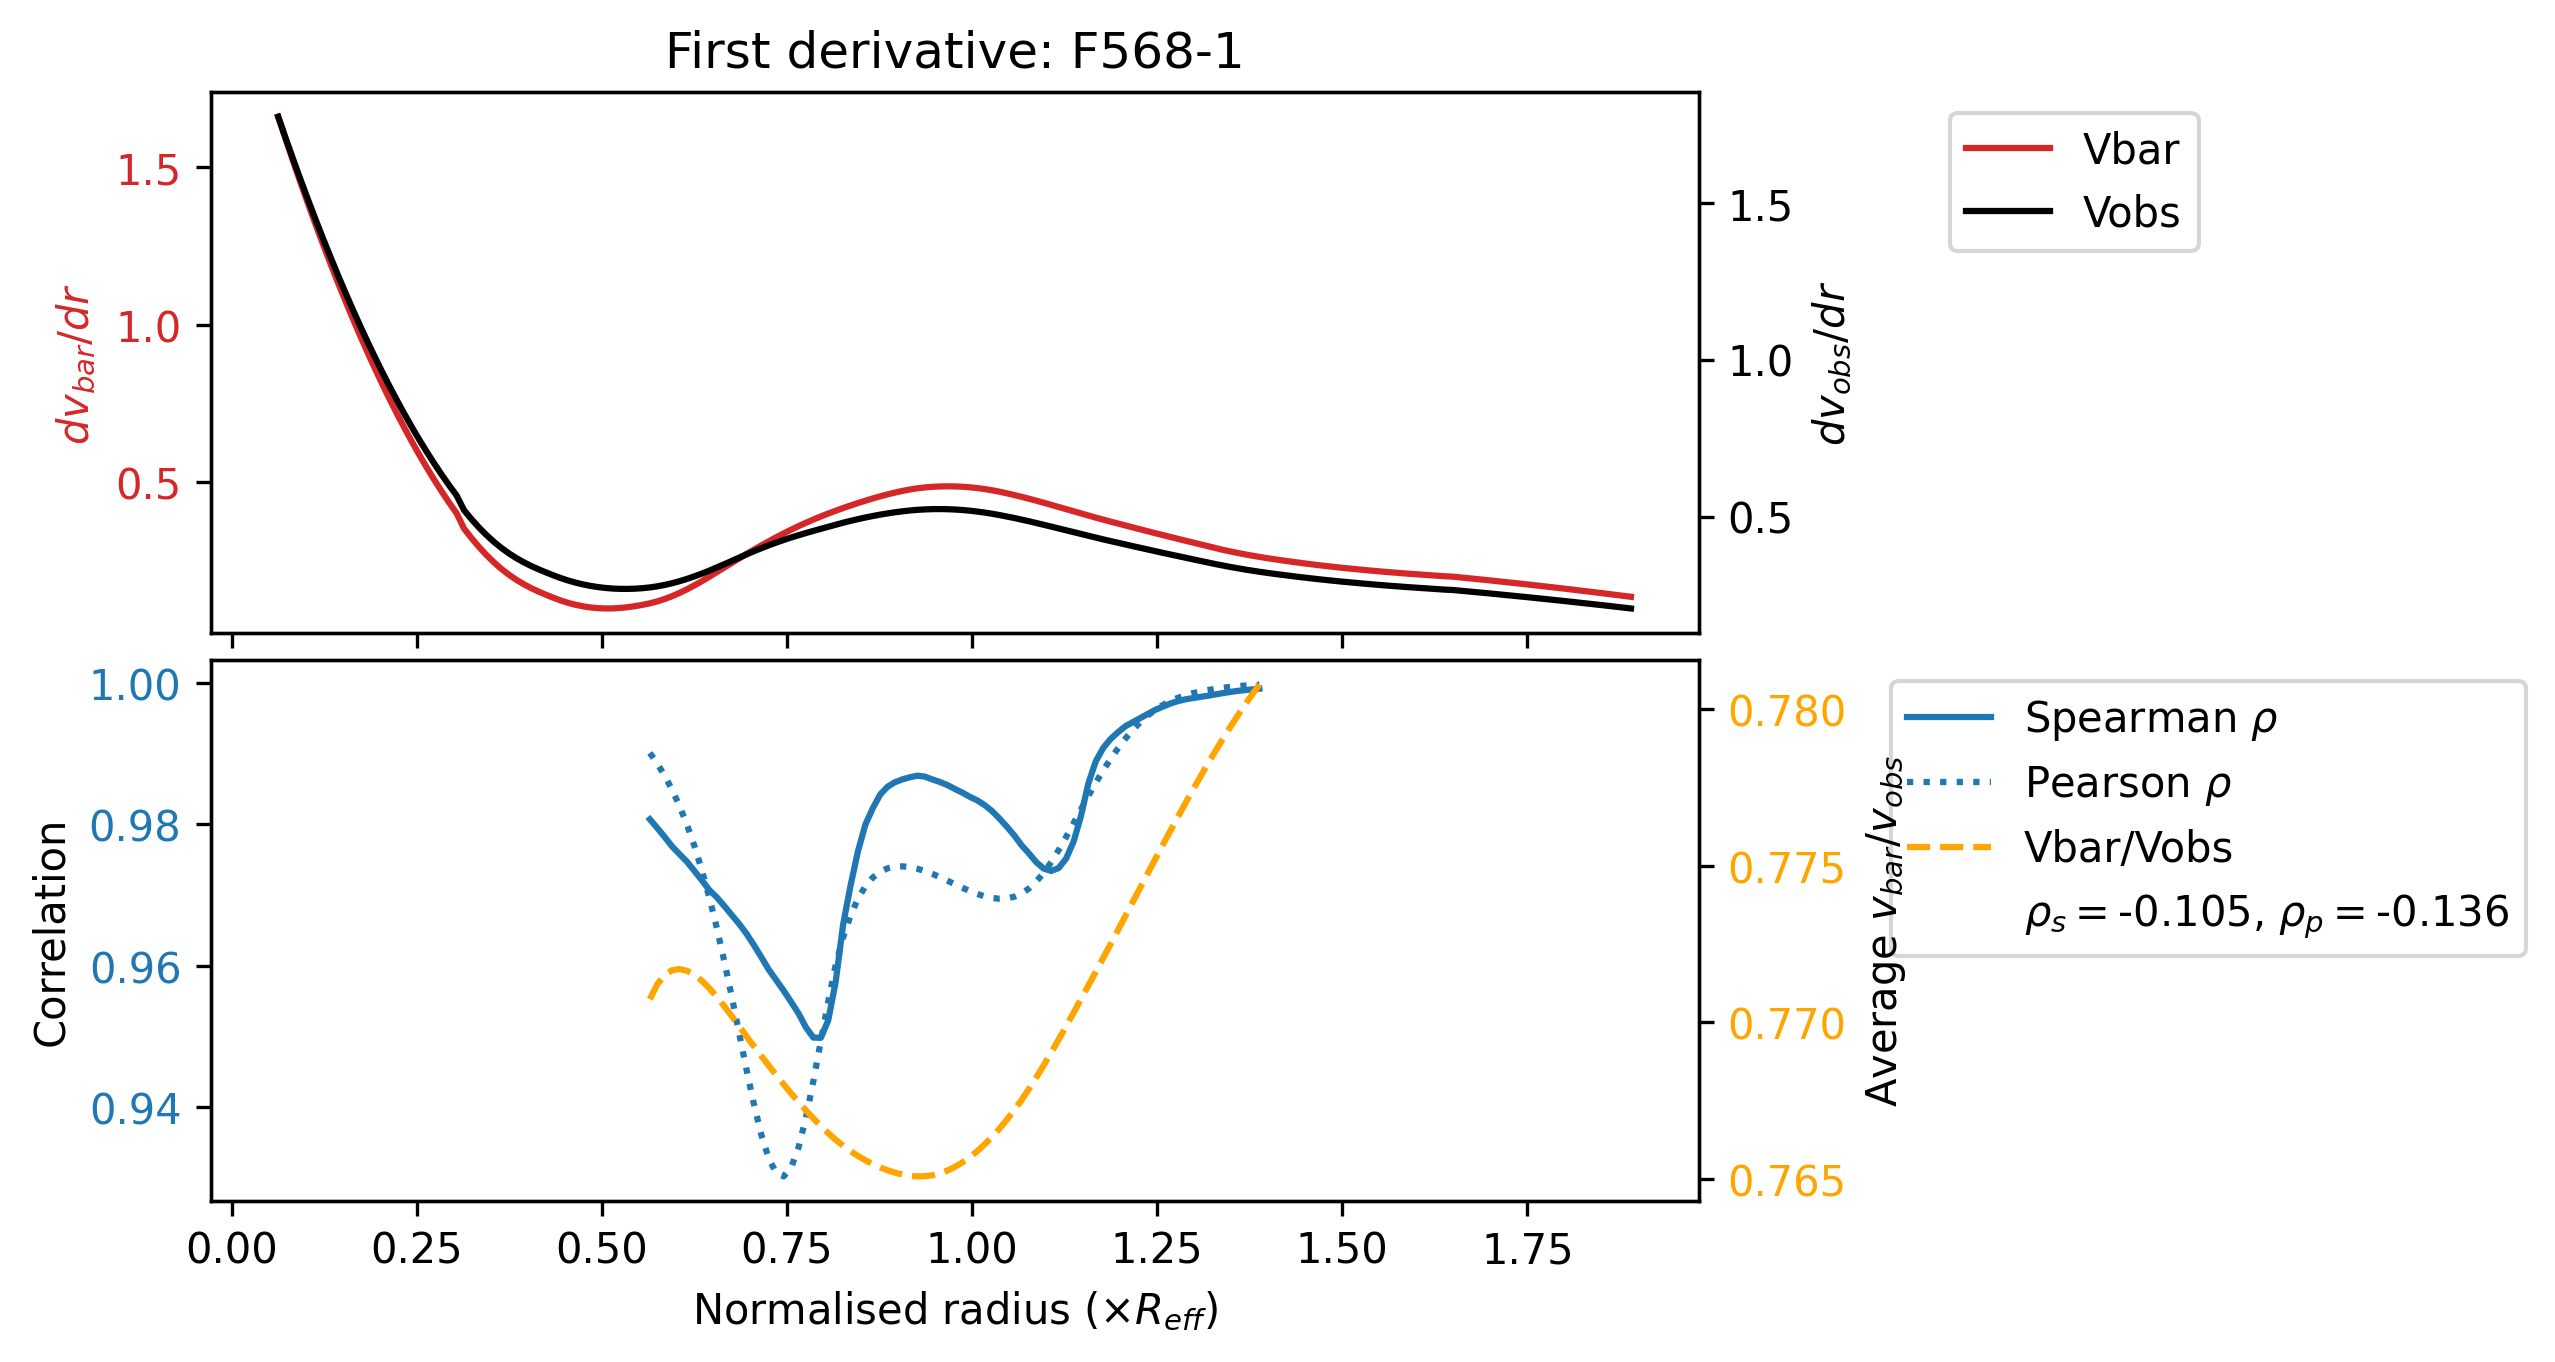 First derivative: F568-1
1.5
1.0
0.5
dv_bar/dr
1.5
1.0
0.5
dv_obs/dr
Vbar
Vobs
1.00
0.98
0.96
0.94
Correlation
0.780
0.775
0.770
0.765
Average v_bar/v_obs
Spearman ρ
Pearson ρ
Vbar/Vobs
ρ_s = -0.105, ρ_p = -0.136
0.00 0.25 0.50 0.75 1.00 1.25 1.50 1.75
Normalised radius (×R_eff)